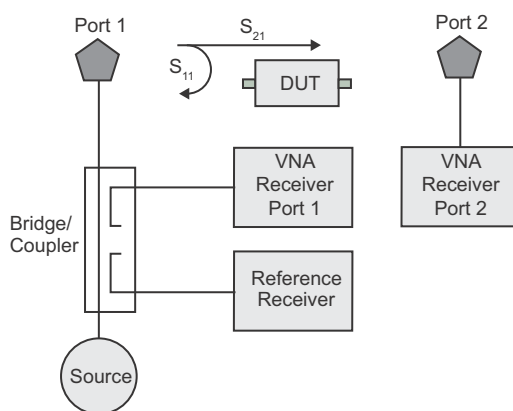 Port 1
S21
Port 2
S11
DUT
VNA
Receiver
Port 1
VNA
Receiver
Port 2
Bridge/
Coupler
Reference
Receiver
Source